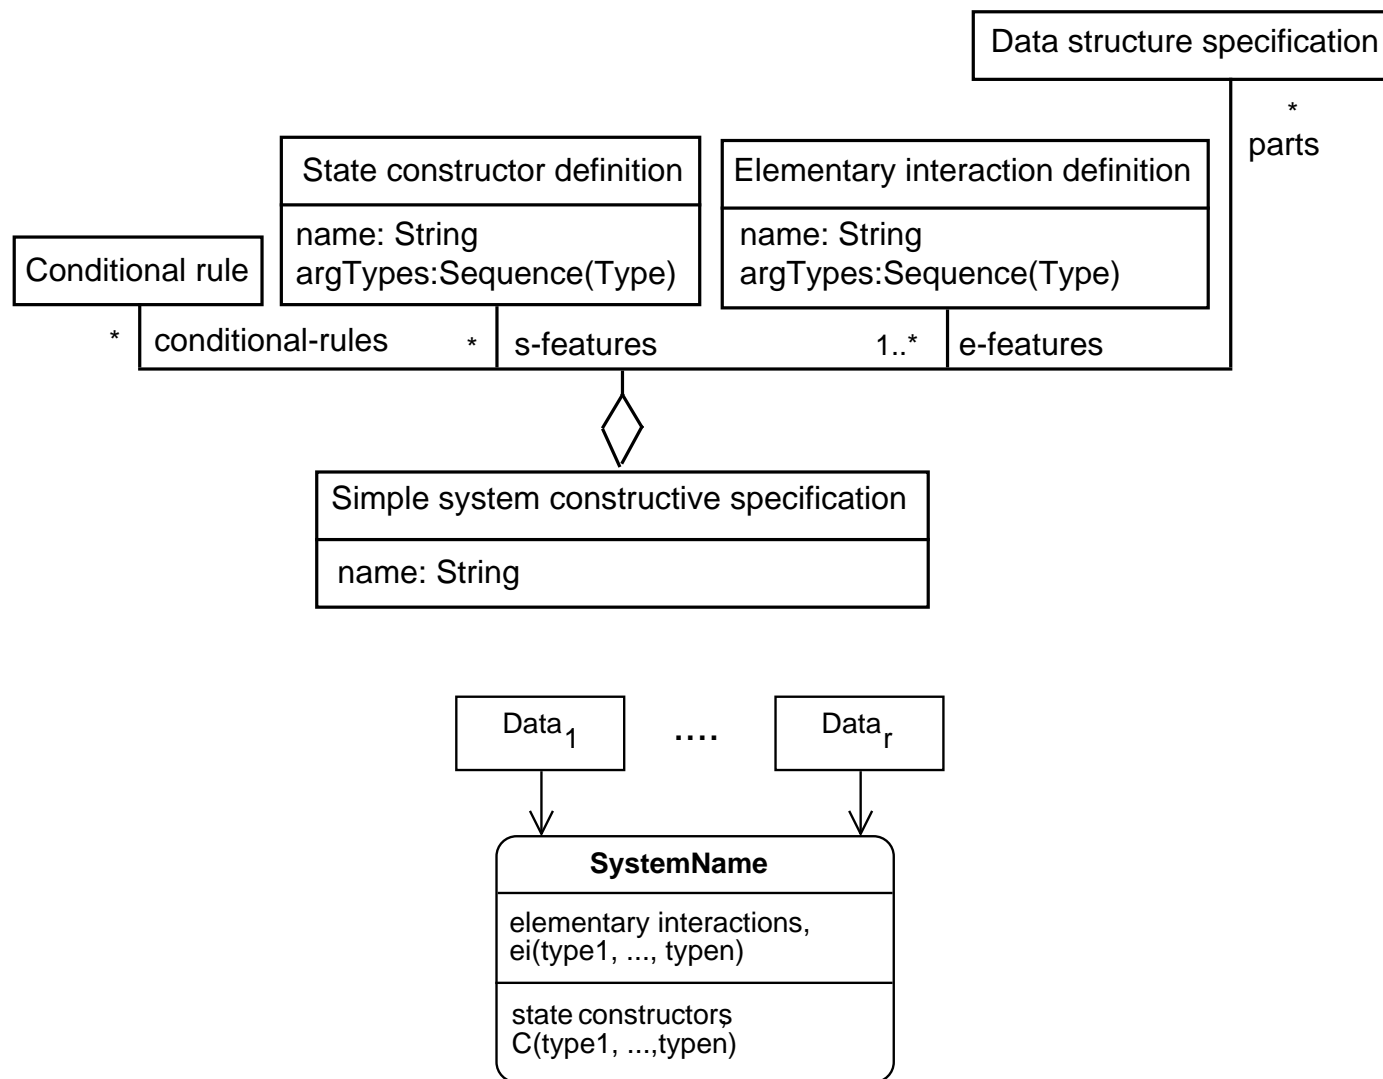 Data structure specification
*
parts
State constructor definition
name: String
argTypes:Sequence(Type)
Elementary interaction definition
name: String
argTypes:Sequence(Type)
Conditional rule
* conditional-rules
* s-features
1..* e-features
Simple system constructive specification
name: String
Data1
....
Datar
SystemName
elementary interactions,
ei(type1, ..., typen)
state constructors,
C(type1, ...,typen)